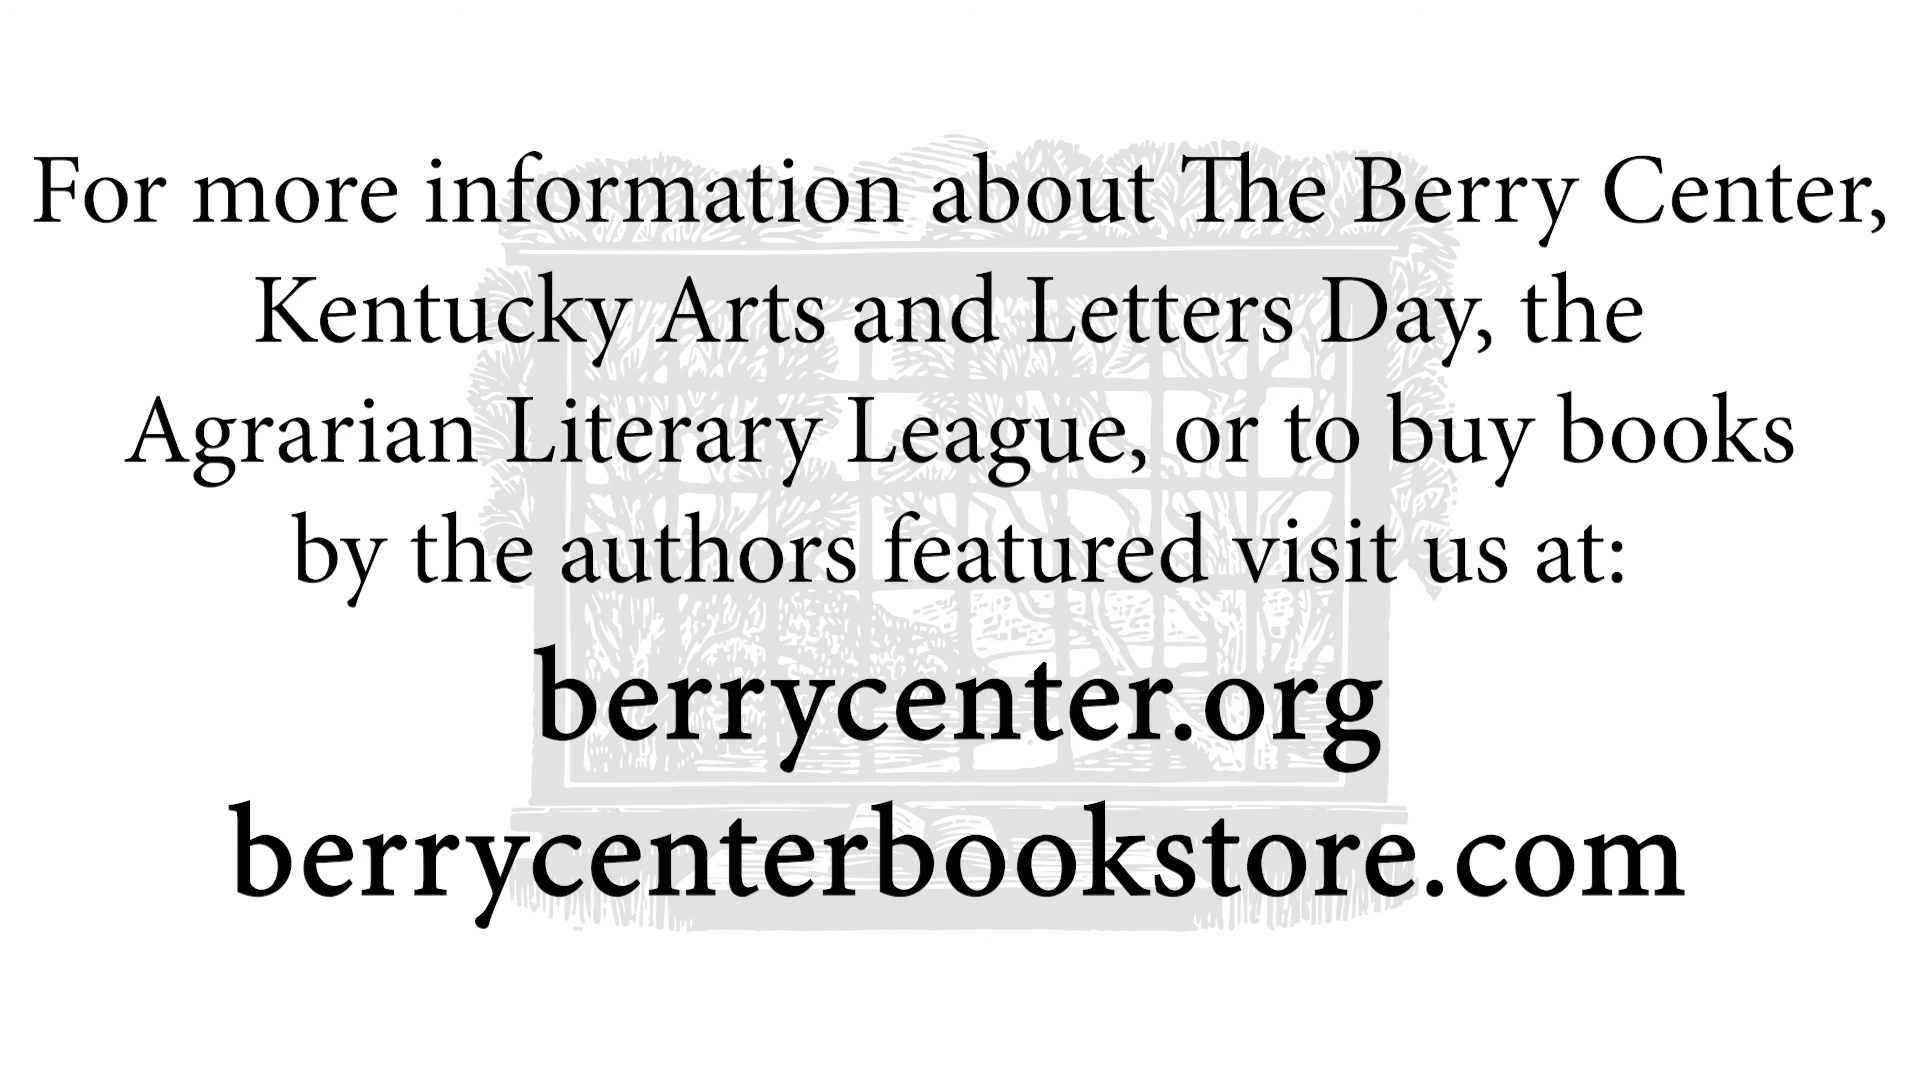 For more information about The Berry Center,
Kentucky Arts and Letters Day, the
Agrarian Literary League, or to buy books
by the authors featured visit us at:
berrycenter.org
berrycenterbookstore.com